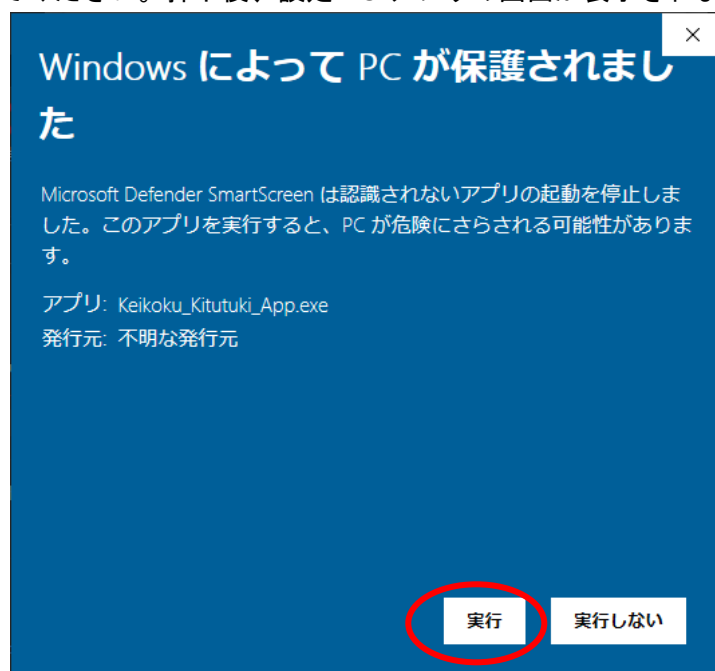 Windows によって PC が保護されまし
た
Microsoft Defender SmartScreen は認識されないアプリの起動を停止しま
した。このアプリを実行すると、PC が危険にさらされる可能性がありま
す。
アプリ: Keikoku_Kitutuki_App.exe
発行元: 不明な発行元
実行
実行しない